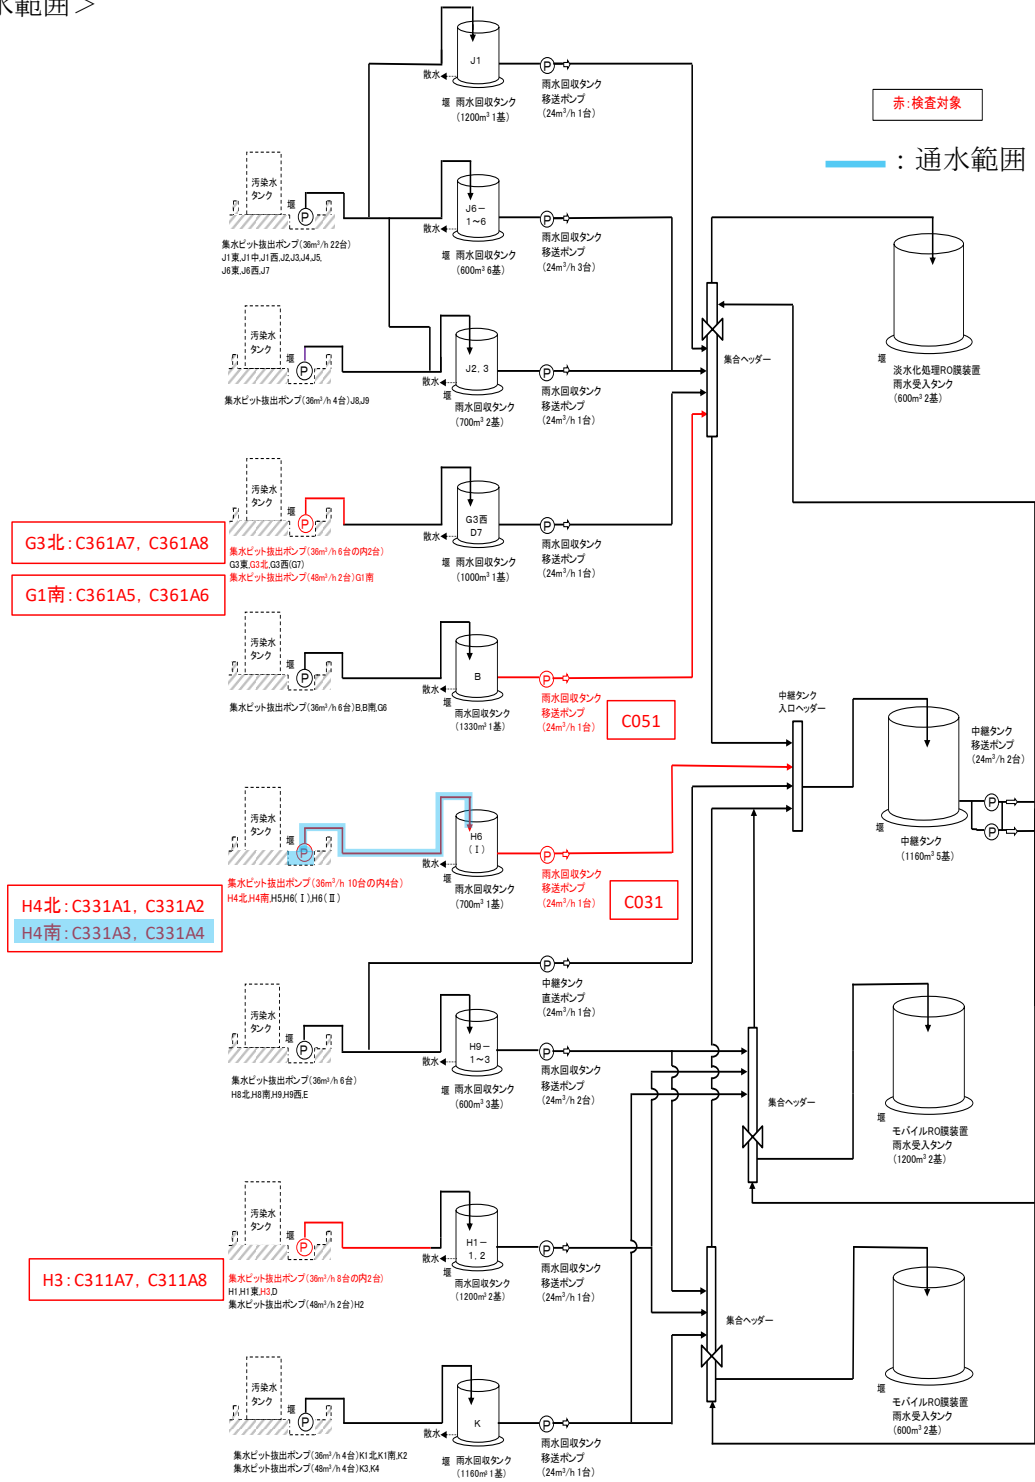 水範囲＞
J1
散水
堰 雨水回収タンク
(1200m³ 1基)
P
雨水回収タンク
移送ポンプ
(24m³/h 1台)
赤:検査対象
：通水範囲
汚染水
タンク
堰
P
集水ピット抜出ポンプ(36m³/h 22台)
J1東,J1中,J1西,J2,J3,J4,J5,
J6東,J6西,J7
J6－
1～6
散水
堰 雨水回収タンク
(600m³ 6基)
P
雨水回収タンク
移送ポンプ
(24m³/h 3台)
集合ヘッダー
堰
淡水化処理RO膜装置
雨水受入タンク
(600m³ 2基)
汚染水
タンク
堰
P
集水ピット抜出ポンプ(36m³/h 4台)J8,J9
J2, 3
散水
堰
雨水回収タンク
(700m³ 2基)
P
雨水回収タンク
移送ポンプ
(24m³/h 1台)
汚染水
タンク
堰
P
G3北：C361A7, C361A8
G1南：C361A5, C361A6
集水ピット抜出ポンプ(36m³/h 6台の内2台)
G3東,G3北,G3西(G7)
集水ピット抜出ポンプ(48m³/h 2台)G1南
G3西
D7
散水
堰 雨水回収タンク
(1000m³ 1基)
P
雨水回収タンク
移送ポンプ
(24m³/h 1台)
汚染水
タンク
堰
P
集水ピット抜出ポンプ(36m³/h 6台)B,B南,G6
B
散水
堰
雨水回収タンク
(1330m³ 1基)
P
雨水回収タンク
移送ポンプ
(24m³/h 1台)
C051
中継タンク
入口ヘッダー
中継タンク
移送ポンプ
(24m³/h 2台)
P
P
堰
中継タンク
(1160m³ 5基)
汚染水
タンク
堰
P
集水ピット抜出ポンプ(36m³/h 10台の内4台)
H4北,H4南,H5,H6(Ⅰ),H6(Ⅱ)
H4北：C331A1, C331A2
H4南：C331A3, C331A4
H6
(Ⅰ)
散水
堰
雨水回収タンク
(700m³ 1基)
P
雨水回収タンク
移送ポンプ
(24m³/h 1台)
C031
P
中継タンク
直送ポンプ
(24m³/h 1台)
汚染水
タンク
堰
P
集水ピット抜出ポンプ(36m³/h 6台)
H8北,H8南,H9,H9西,E
H9－
1～3
散水
堰 雨水回収タンク
(600m³ 3基)
P
雨水回収タンク
移送ポンプ
(24m³/h 2台)
集合ヘッダー
堰
モバイルRO膜装置
雨水受入タンク
(1200m³ 2基)
汚染水
タンク
堰
P
H3：C311A7, C311A8
集水ピット抜出ポンプ(36m³/h 8台の内2台)
H1,H1東,H3,D
集水ピット抜出ポンプ(48m³/h 2台)H2
H1－
1, 2
散水
堰
雨水回収タンク
(1200m³ 2基)
P
雨水回収タンク
移送ポンプ
(24m³/h 1台)
集合ヘッダー
堰
モバイルRO膜装置
雨水受入タンク
(600m³ 2基)
汚染水
タンク
堰
P
集水ピット抜出ポンプ(36m³/h 4台)K1北,K1南,K2
集水ピット抜出ポンプ(48m³/h 4台)K3,K4
K
散水
堰 雨水回収タンク
(1160m³ 1基)
P
雨水回収タンク
移送ポンプ
(24m³/h 1台)